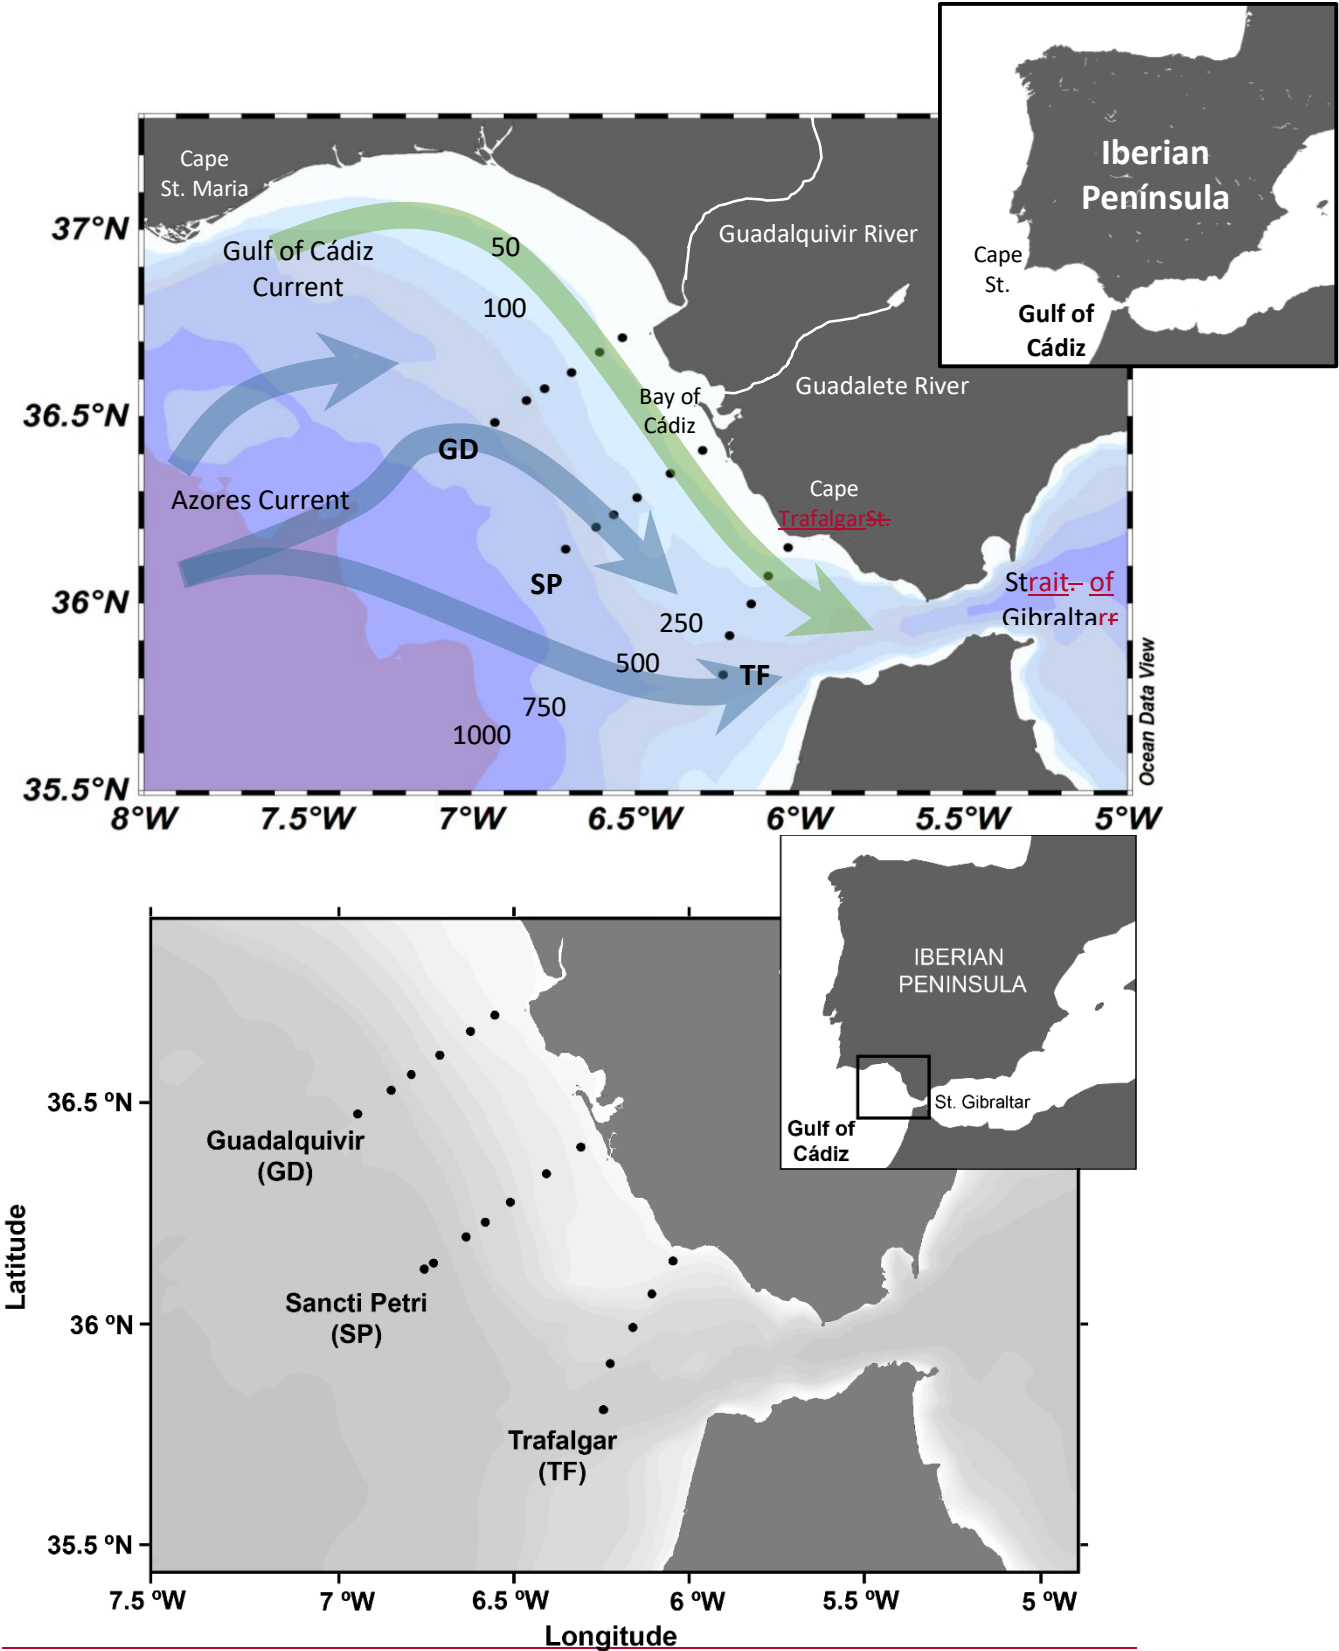 Iberian
Península
Cape
St.
Gulf of
Cádiz
Cape
St. Maria
37°N
Gulf of Cádiz
Current
50
100
Guadalquivir River
Guadalete River
36.5°N
Bay of
Cádiz
GD
Azores Current
Cape
TrafalgarSt.
SP
36°N
Strait. of
Gibraltarr
250
500
TF
750
1000
35.5°N
Ocean Data View
8°W 7.5°W 7°W 6.5°W 6°W 5.5°W 5°W
IBERIAN
PENINSULA
St. Gibraltar
Gulf of
Cádiz
36.5 ºN
Guadalquivir
(GD)
Latitude
Sancti Petri
(SP)
36 ºN
Trafalgar
(TF)
35.5 ºN
7.5 ºW 7 ºW 6.5 ºW 6 ºW 5.5 ºW 5 ºW
Longitude